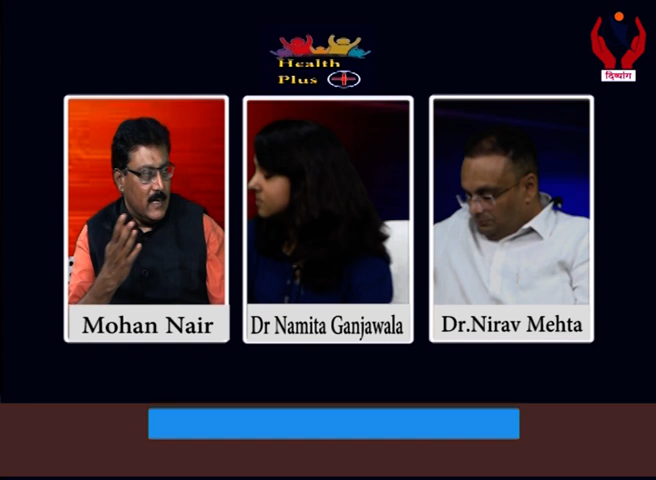 Health
Plus
दिव्यांग
Mohan Nair
Dr Namita Ganjawala
Dr.Nirav Mehta